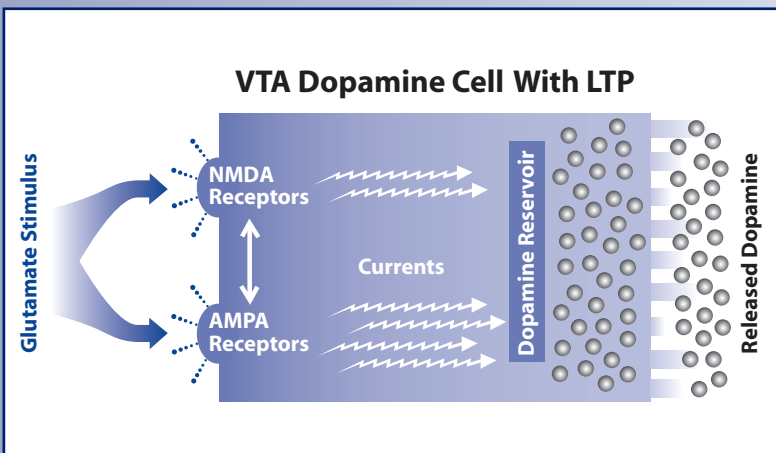 VTA Dopamine Cell With LTP
Glutamate Stimulus
NMDA
Receptors
AMPA
Receptors
Currents
Dopamine Reservoir
Released Dopamine